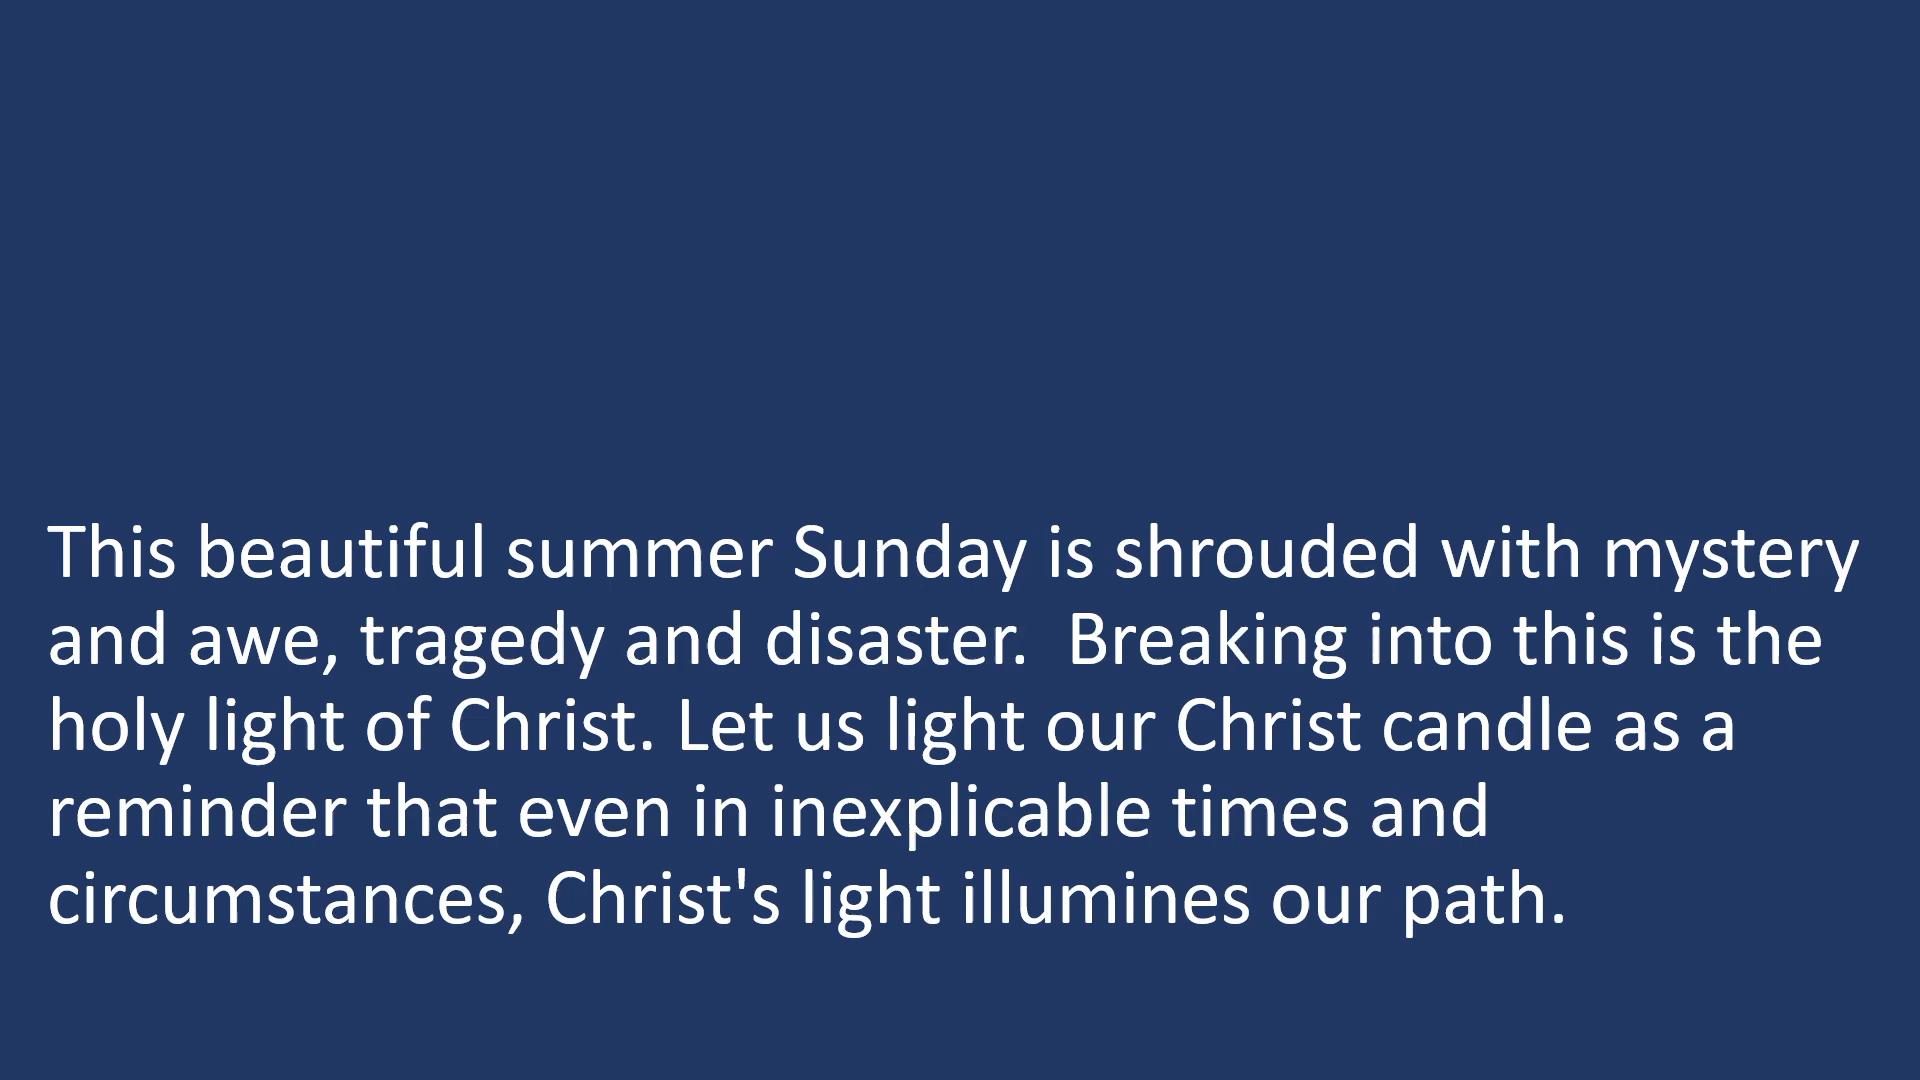 This beautiful summer Sunday is shrouded with mystery
and awe, tragedy and disaster.  Breaking into this is the
holy light of Christ. Let us light our Christ candle as a
reminder that even in inexplicable times and
circumstances, Christ's light illumines our path.